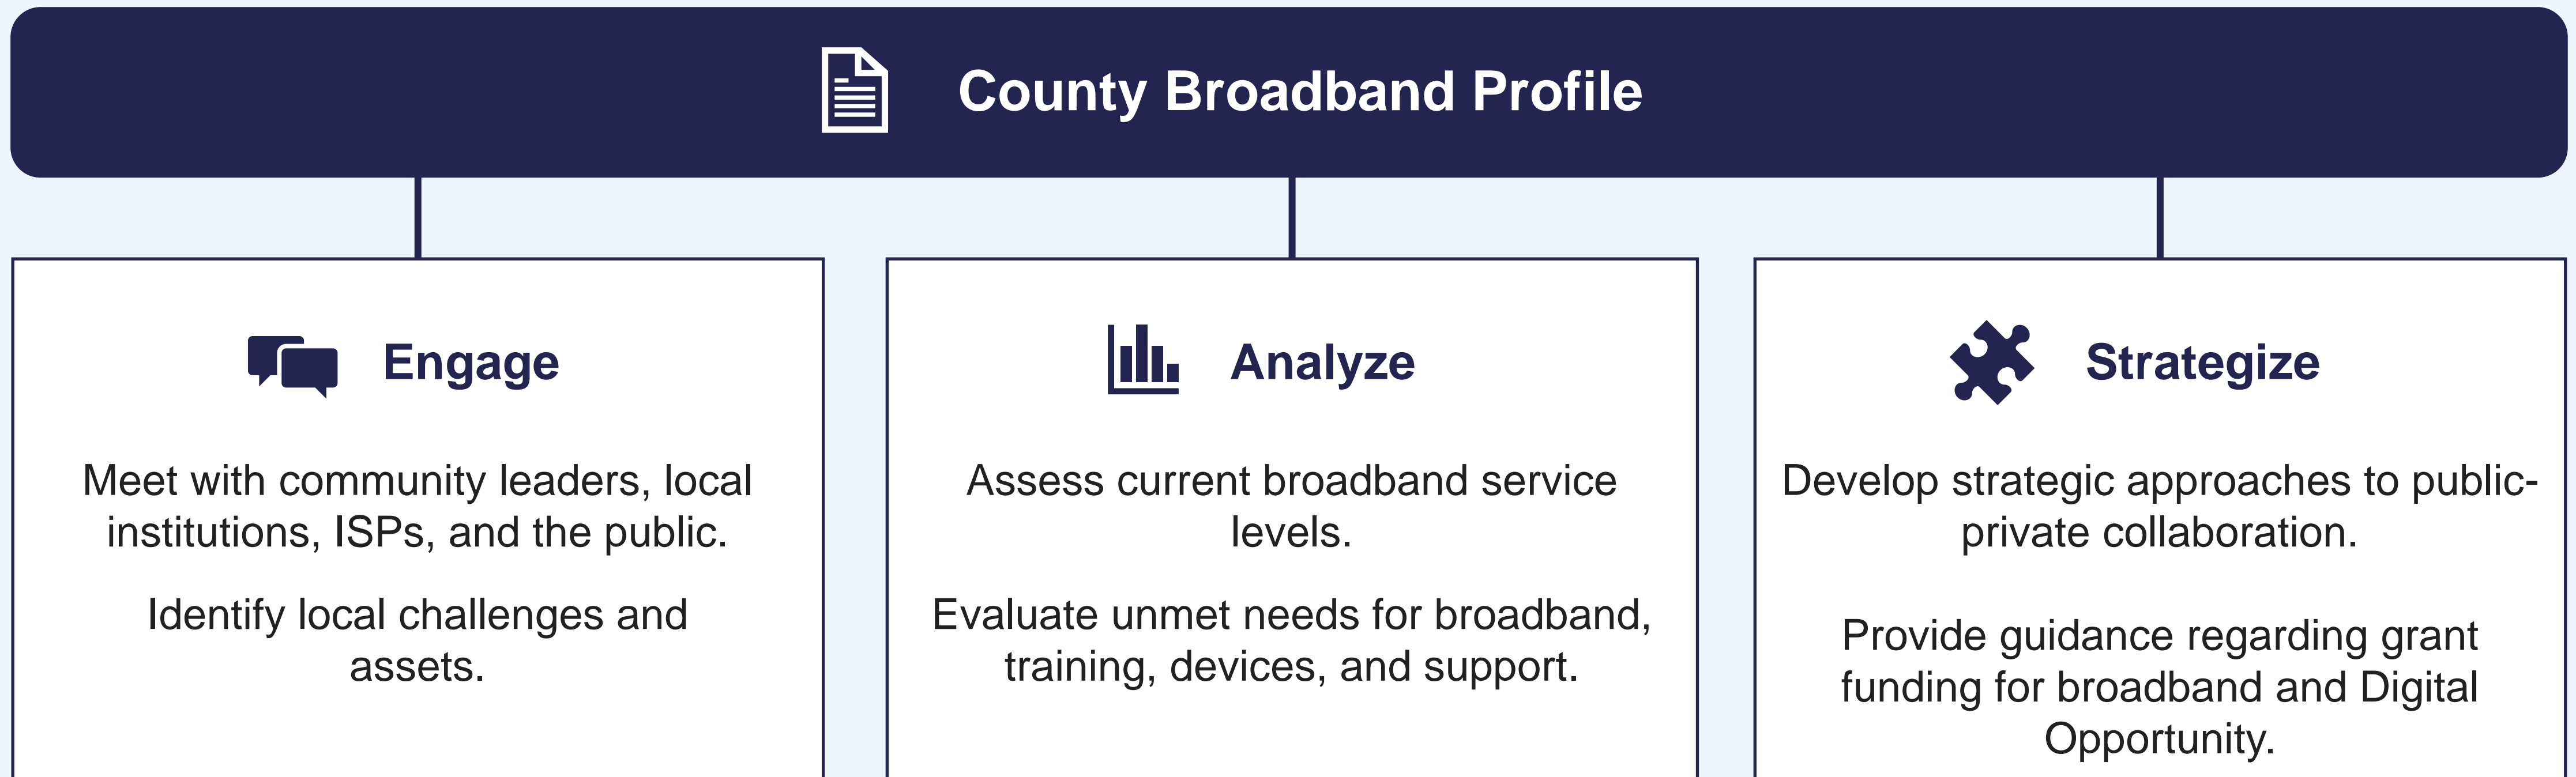 County Broadband Profile
Engage
Meet with community leaders, local
institutions, ISPs, and the public.
Identify local challenges and
assets.
Analyze
Assess current broadband service
levels.
Evaluate unmet needs for broadband,
training, devices, and support.
Strategize
Develop strategic approaches to public-
private collaboration.
Provide guidance regarding grant
funding for broadband and Digital
Opportunity.